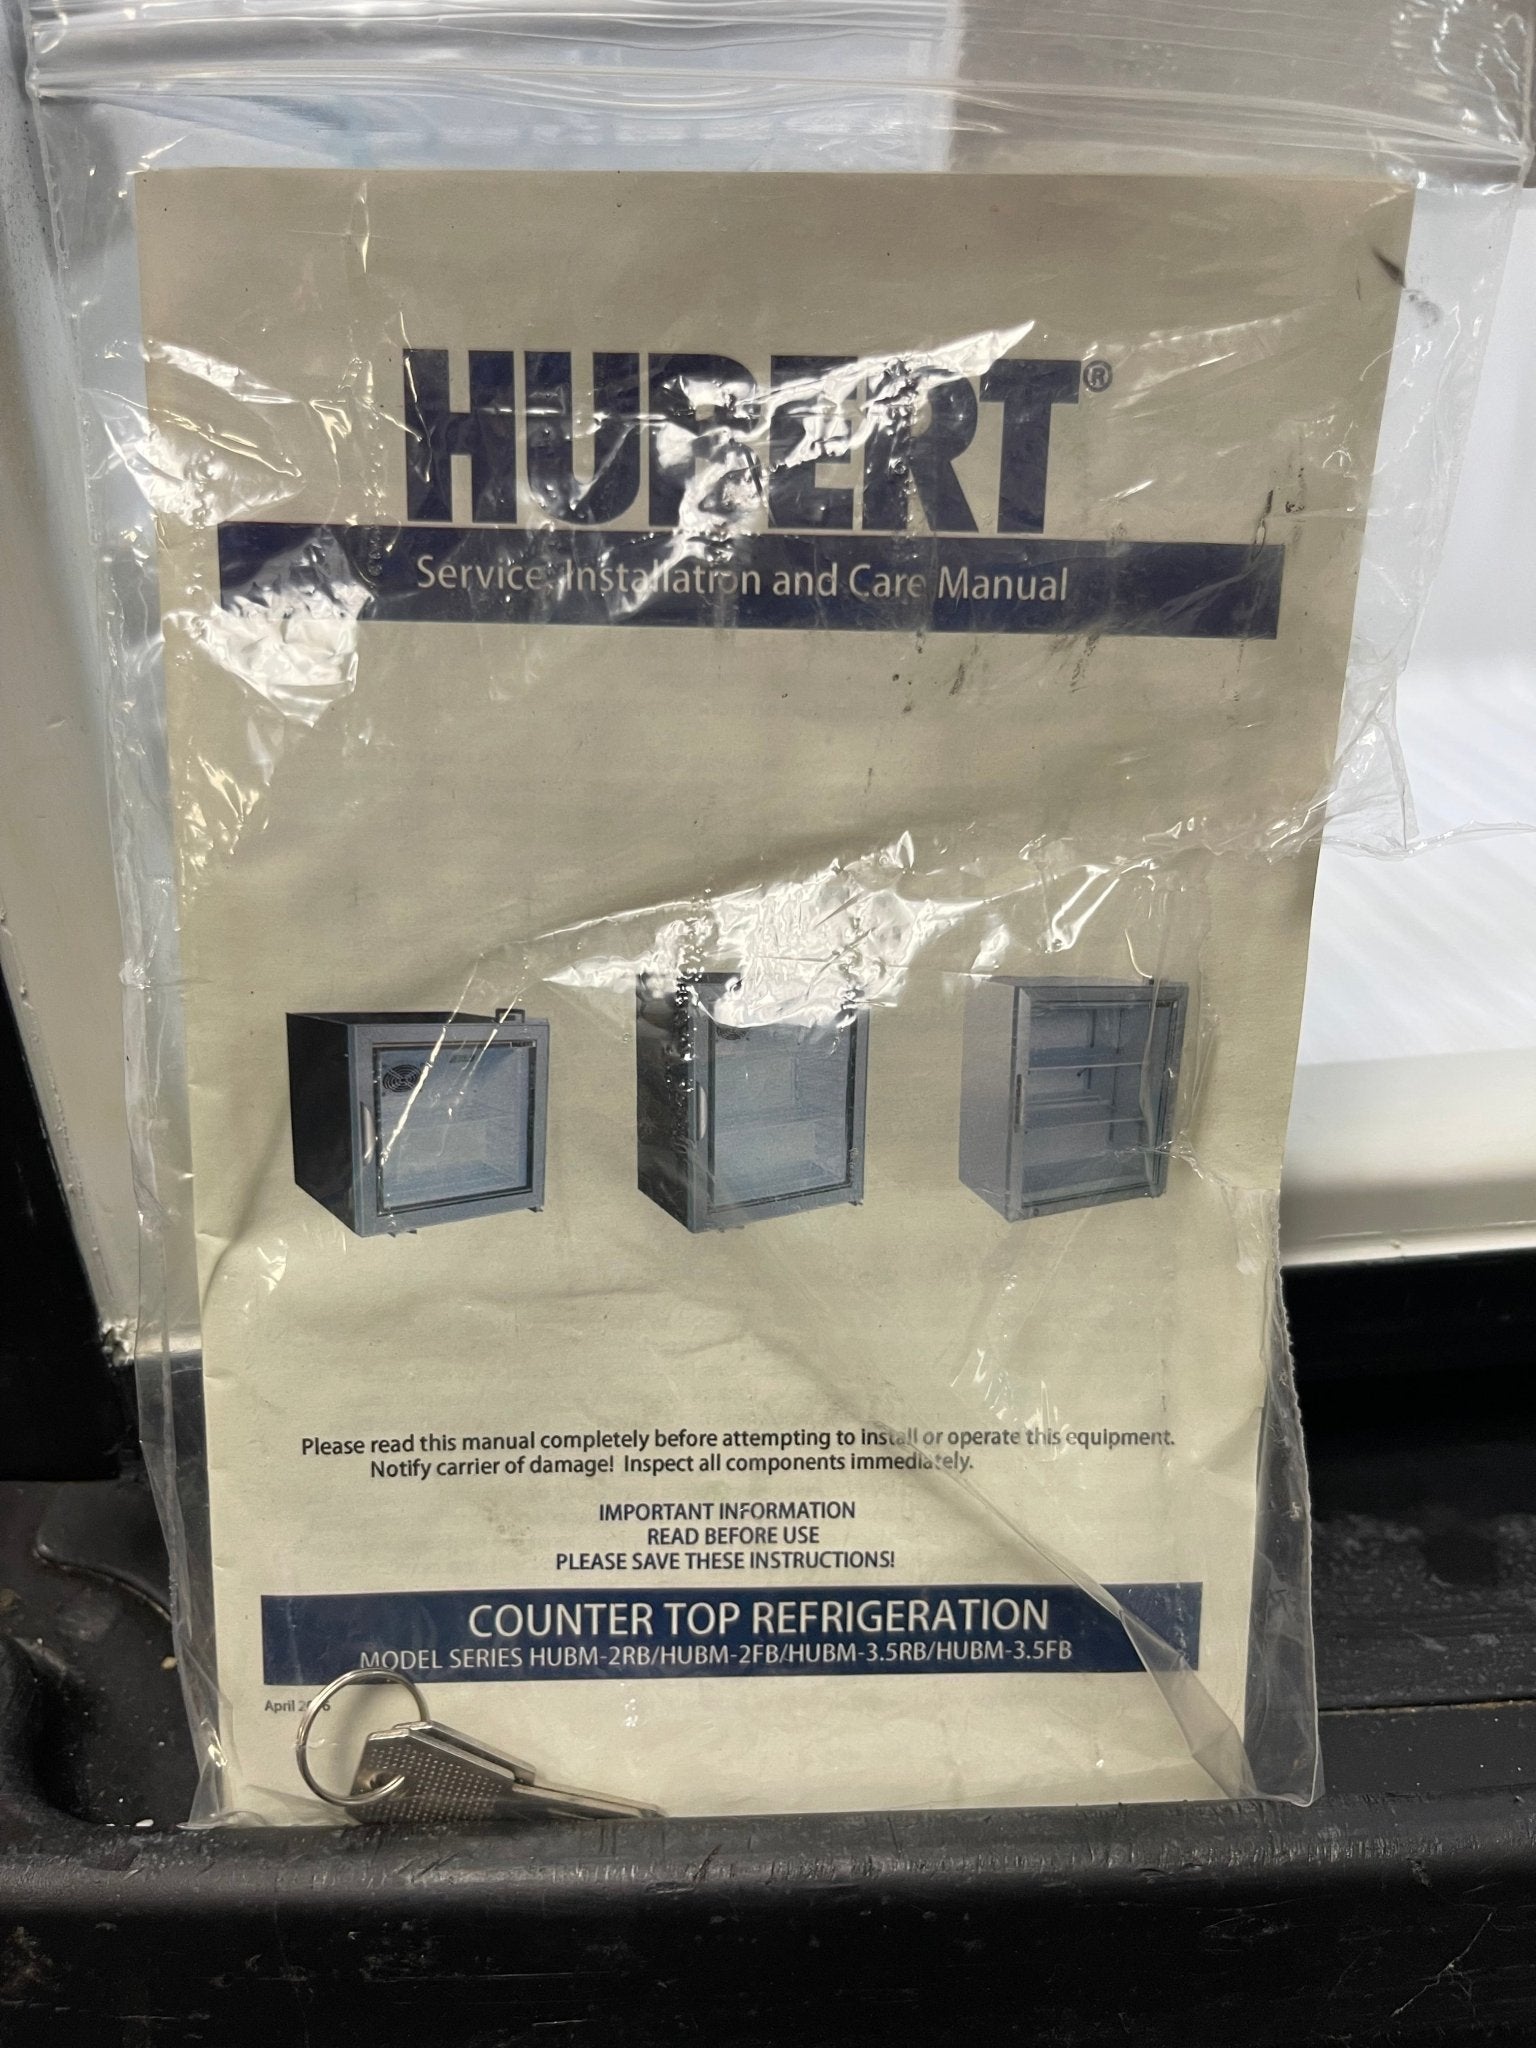 HUBERT®
Service, Installation and Care Manual
Please read this manual completely before attempting to install or operate this equipment.
Notify carrier of damage! Inspect all components immediately.
IMPORTANT INFORMATION
READ BEFORE USE
PLEASE SAVE THESE INSTRUCTIONS!
COUNTER TOP REFRIGERATION
MODEL SERIES HUBM-2RB/HUBM-2FB/HUBM-3.5RB/HUBM-3.5FB
April